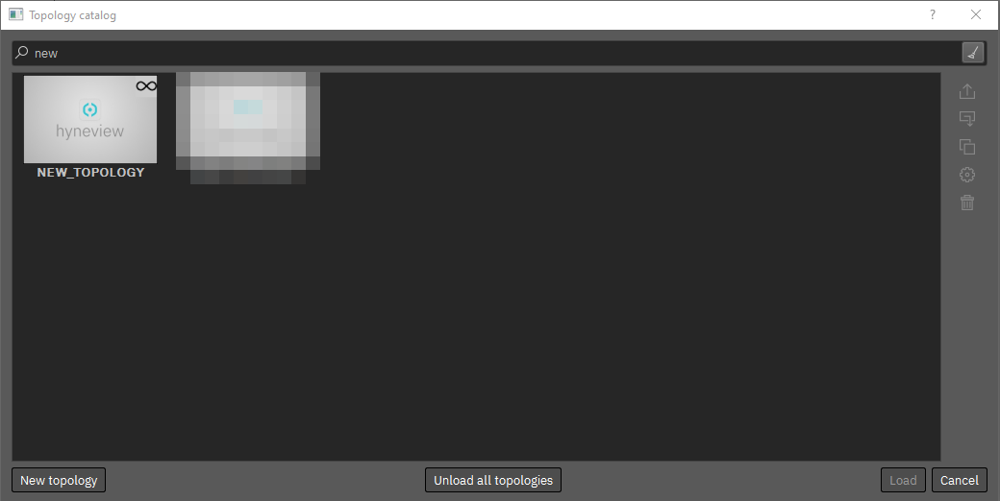 Topology catalog
new
hyneview
NEW_TOPOLOGY
New topology
Unload all topologies
Load
Cancel